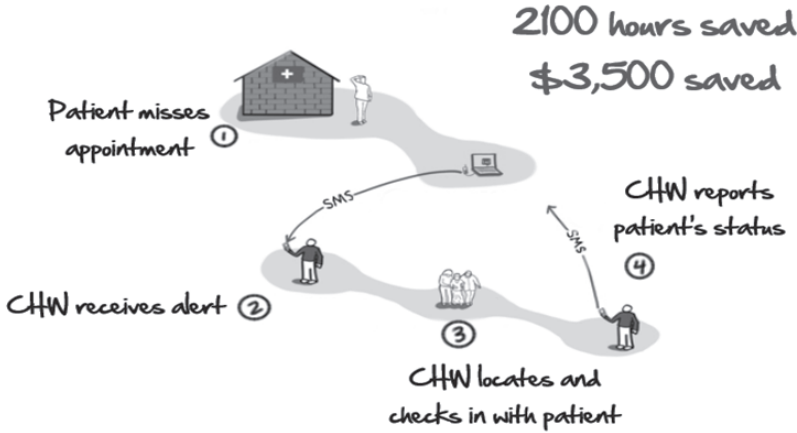 2100 hours saved
$3,500 saved
Patient misses
appointment
1
SMS
CHW receives alert
2
3
CHW locates and
checks in with patient
SMS
CHW reports
patient's status
4